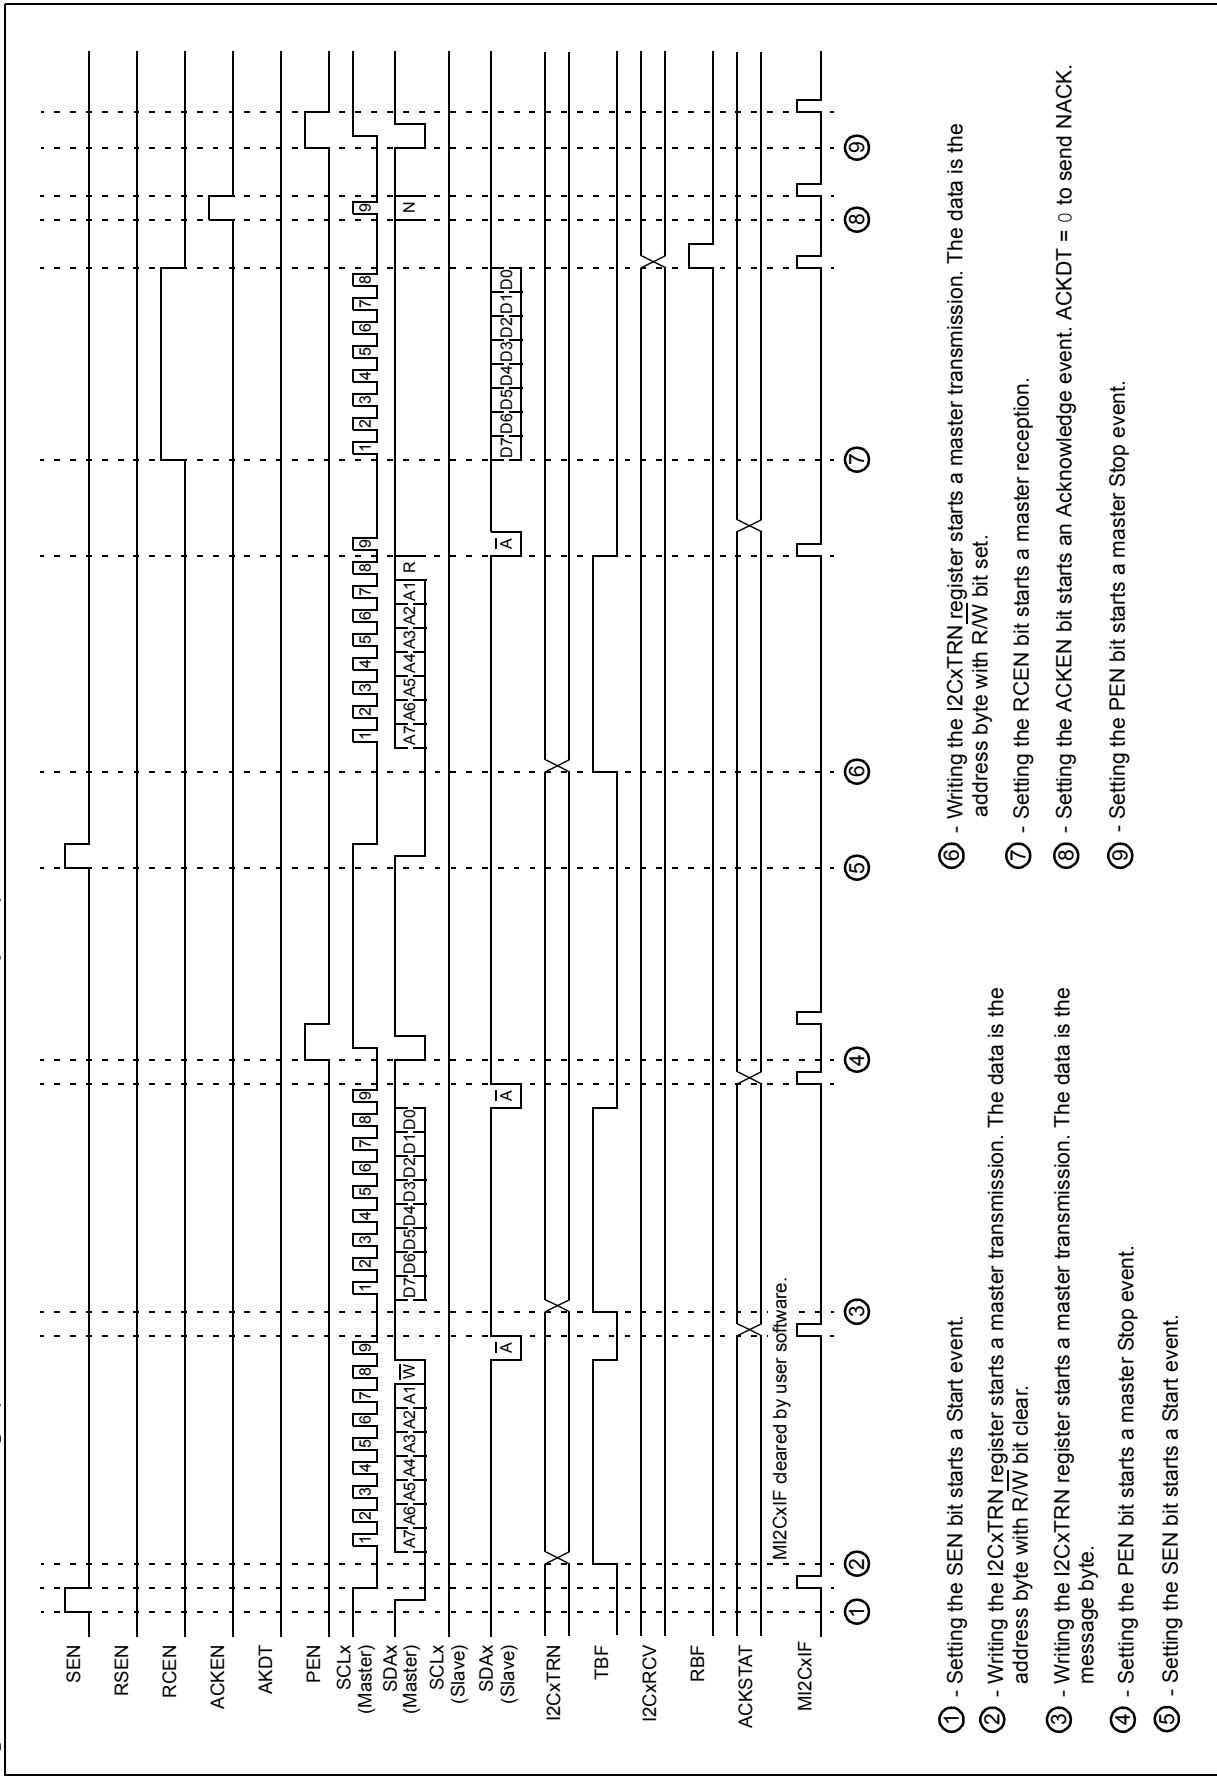 SEN
RSEN
RCEN
ACKEN
AKDT
PEN
SCLx
(Master)
1 2 3 4 5 6 7 8 9 1 2 3 4 5 6 7 8 9 1 2 3 4 5 6 7 8 9 1 2 3 4 5 6 7 8 9
SDAx
(Master)
A7 A6 A5 A4 A3 A2 A1 W̅ D7 D6 D5 D4 D3 D2 D1 D0 A7 A6 A5 A4 A3 A2 A1 R N
SCLx
(Slave)
SDAx
(Slave)
A̅ A̅ A̅ D7 D6 D5 D4 D3 D2 D1 D0
I2CxTRN
TBF
I2CxRCV
RBF
ACKSTAT
MI2CxIF cleared by user software.
MI2CxIF
1 2 3 4 5 6 7 8 9
1 - Setting the SEN bit starts a Start event.
2 - Writing the I2CxTRN register starts a master transmission. The data is the
address byte with R/W̅ bit clear.
3 - Writing the I2CxTRN register starts a master transmission. The data is the
message byte.
4 - Setting the PEN bit starts a master Stop event.
5 - Setting the SEN bit starts a Start event.
6 - Writing the I2CxTRN register starts a master transmission. The data is the
address byte with R/W̅ bit set.
7 - Setting the RCEN bit starts a master reception.
8 - Setting the ACKEN bit starts an Acknowledge event. ACKDT = 0 to send NACK.
9 - Setting the PEN bit starts a master Stop event.